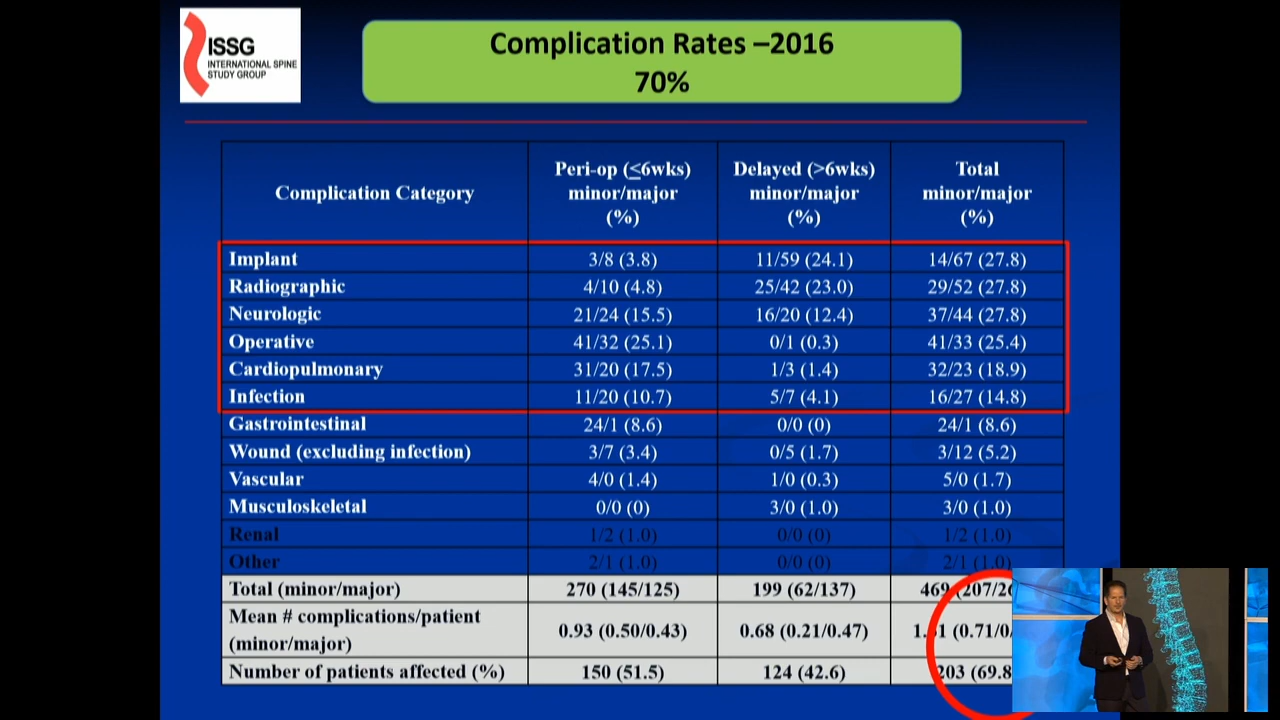 ISSG
INTERNATIONAL SPINE
STUDY GROUP
Complication Rates –2016
70%
Complication Category
Peri-op (≤6wks)
minor/major
(%)
Delayed (>6wks)
minor/major
(%)
Total
minor/major
(%)
Implant 3/8 (3.8) 11/59 (24.1) 14/67 (27.8)
Radiographic 4/10 (4.8) 25/42 (23.0) 29/52 (27.8)
Neurologic 21/24 (15.5) 16/20 (12.4) 37/44 (27.8)
Operative 41/32 (25.1) 0/1 (0.3) 41/33 (25.4)
Cardiopulmonary 31/20 (17.5) 1/3 (1.4) 32/23 (18.9)
Infection 11/20 (10.7) 5/7 (4.1) 16/27 (14.8)
Gastrointestinal 24/1 (8.6) 0/0 (0) 24/1 (8.6)
Wound (excluding infection) 3/7 (3.4) 0/5 (1.7) 3/12 (5.2)
Vascular 4/0 (1.4) 1/0 (0.3) 5/0 (1.7)
Musculoskeletal 0/0 (0) 3/0 (1.0) 3/0 (1.0)
Renal 1/2 (1.0) 0/0 (0) 1/2 (1.0)
Other 2/1 (1.0) 0/0 (0) 2/1 (1.0)
Total (minor/major) 270 (145/125) 199 (62/137) 469
Mean # complications/patient
(minor/major) 0.93 (0.50/0.43) 0.68 (0.21/0.47)
Number of patients affected (%) 150 (51.5) 124 (42.6) 203 (69.8